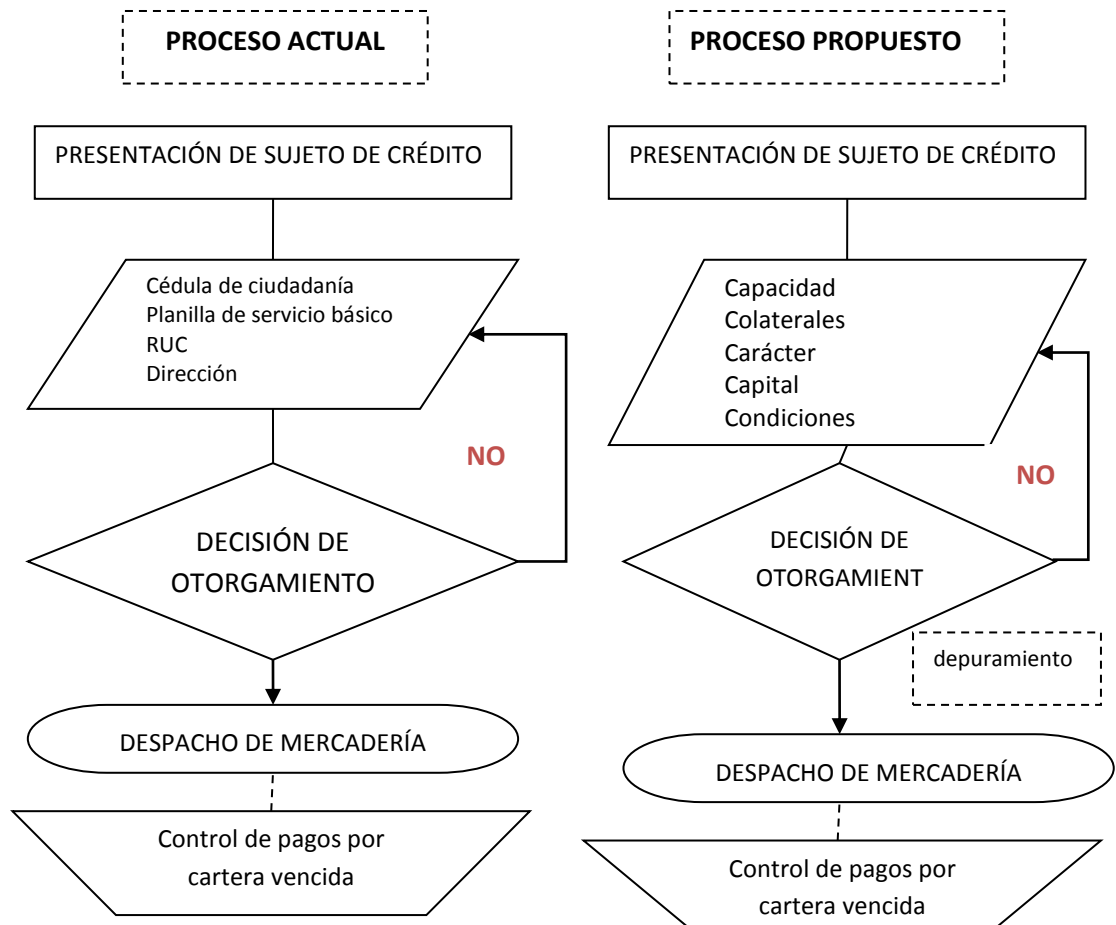 PROCESO ACTUAL
PRESENTACIÓN DE SUJETO DE CRÉDITO
Cédula de ciudadanía
Planilla de servicio básico
RUC
Dirección
NO
DECISIÓN DE
OTORGAMIENTO
DESPACHO DE MERCADERÍA
Control de pagos por
cartera vencida
PROCESO PROPUESTO
PRESENTACIÓN DE SUJETO DE CRÉDITO
Capacidad
Colaterales
Carácter
Capital
Condiciones
NO
DECISIÓN DE
OTORGAMIENT
depuramiento
DESPACHO DE MERCADERÍA
Control de pagos por
cartera vencida